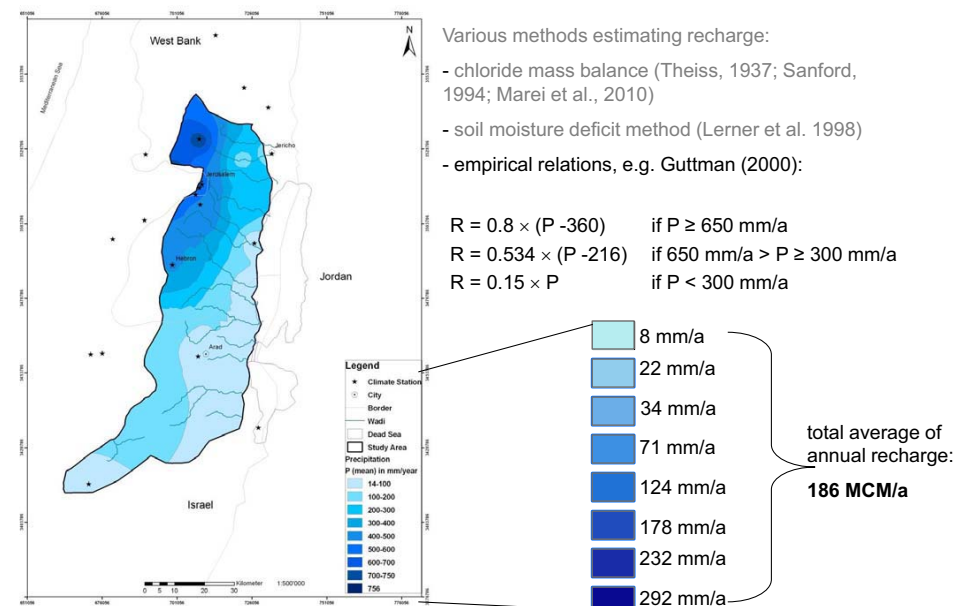 West Bank
N
Mediterranean Sea
Jericho
Jerusalem
Hebron
Jordan
Arad
Israel
Legend
Climate Station
City
Border
Wadi
Dead Sea
Study Area
Precipitation
P (mean) in mm/year
14-100
100-200
200-300
300-400
400-500
500-600
600-700
700-750
756
Kilometer 1:500'000
0 5 10 20 30
Various methods estimating recharge:
- chloride mass balance (Theiss, 1937; Sanford,
1994; Marei et al., 2010)
- soil moisture deficit method (Lerner et al. 1998)
- empirical relations, e.g. Guttman (2000):
R = 0.8 × (P -360) if P ≥ 650 mm/a
R = 0.534 × (P -216) if 650 mm/a > P ≥ 300 mm/a
R = 0.15 × P if P < 300 mm/a
8 mm/a
22 mm/a
34 mm/a
71 mm/a
124 mm/a
178 mm/a
232 mm/a
292 mm/a
total average of
annual recharge:
186 MCM/a